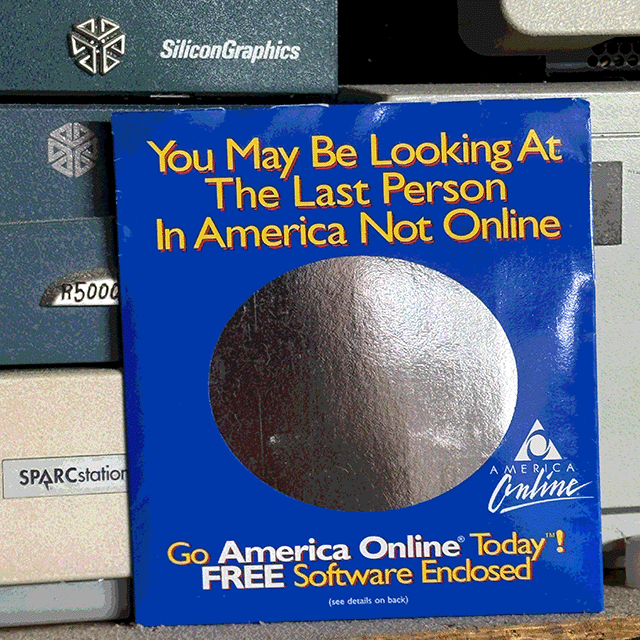 SiliconGraphics
R5000
SPARCstation
You May Be Looking At
The Last Person
In America Not Online
AMERICA
Online
Go America Online® Today™!
FREE Software Enclosed
(see details on back)